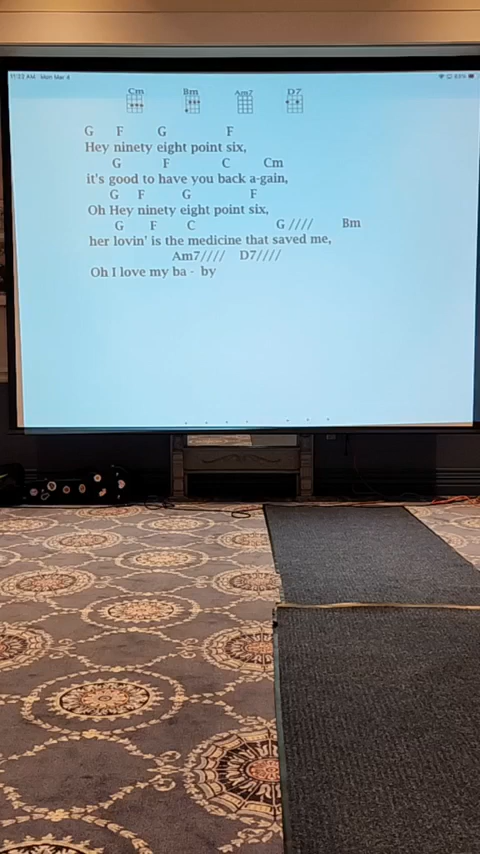 11:23 AM Mon Mar 4 83%
Cm Bm Am7 D7
G F G F
Hey ninety eight point six,
G F C Cm
it's good to have you back a-gain,
G F G F
Oh Hey ninety eight point six,
G F C G //// Bm
her lovin' is the medicine that saved me,
Am7//// D7////
Oh I love my ba - by